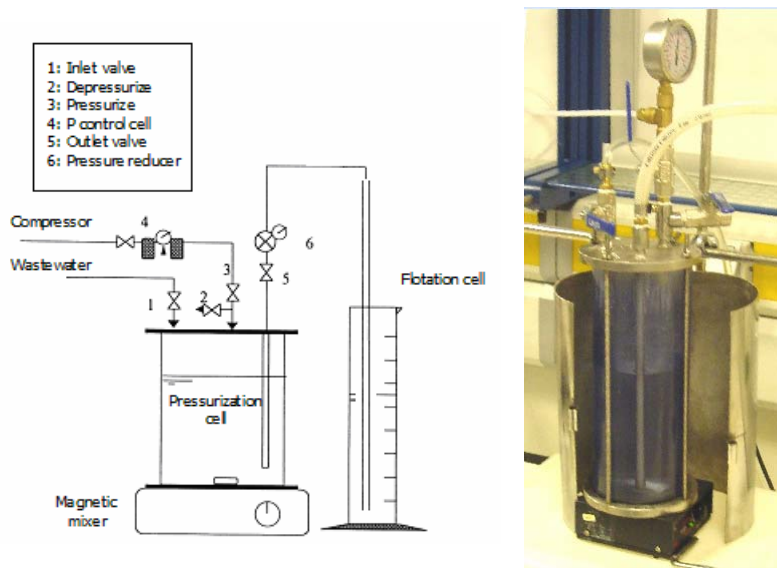 1: Inlet valve
2: Depressurize
3: Pressurize
4: P control cell
5: Outlet valve
6: Pressure reducer
Compressor
4
Wastewater
6
3
5
Flotation cell
1
2
Pressurization
cell
Magnetic
mixer